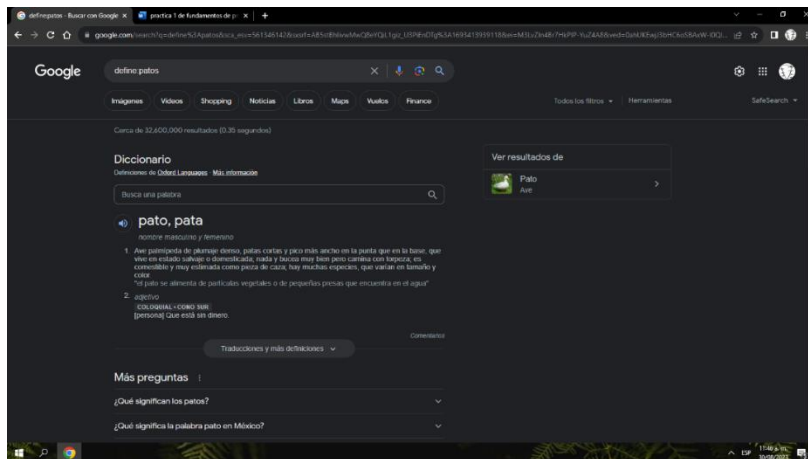 define:patos - Buscar con Google
practica 1 de fundamentos de pr
Google
define:patos
Imágenes Videos Shopping Noticias Libros Maps Vuelos Finance
Todos los filtros Herramientas SafeSearch
Cerca de 32,600,000 resultados (0.35 segundos)
Diccionario
Definiciones de Oxford Languages · Más información
Busca una palabra
pato, pata
nombre masculino y femenino
1. Ave palmípeda de plumaje denso, patas cortas y pico más ancho en la punta que en la base, que
vive en estado salvaje o domesticada; nada y bucea muy bien pero camina con torpeza; es
comestible y muy estimada como pieza de caza; hay muchas especies, que varían en tamaño y
color.
"el pato se alimenta de partículas vegetales o de pequeñas presas que encuentra en el agua"
2. adjetivo
COLOQUIAL•CONO SUR
[persona] Que está sin dinero.
Comentarios
Traducciones y más definiciones
Más preguntas
¿Qué significan los patos?
¿Qué significa la palabra pato en México?
Ver resultados de
Pato
Ave
ESP
11:40 a. m.
30/08/2023